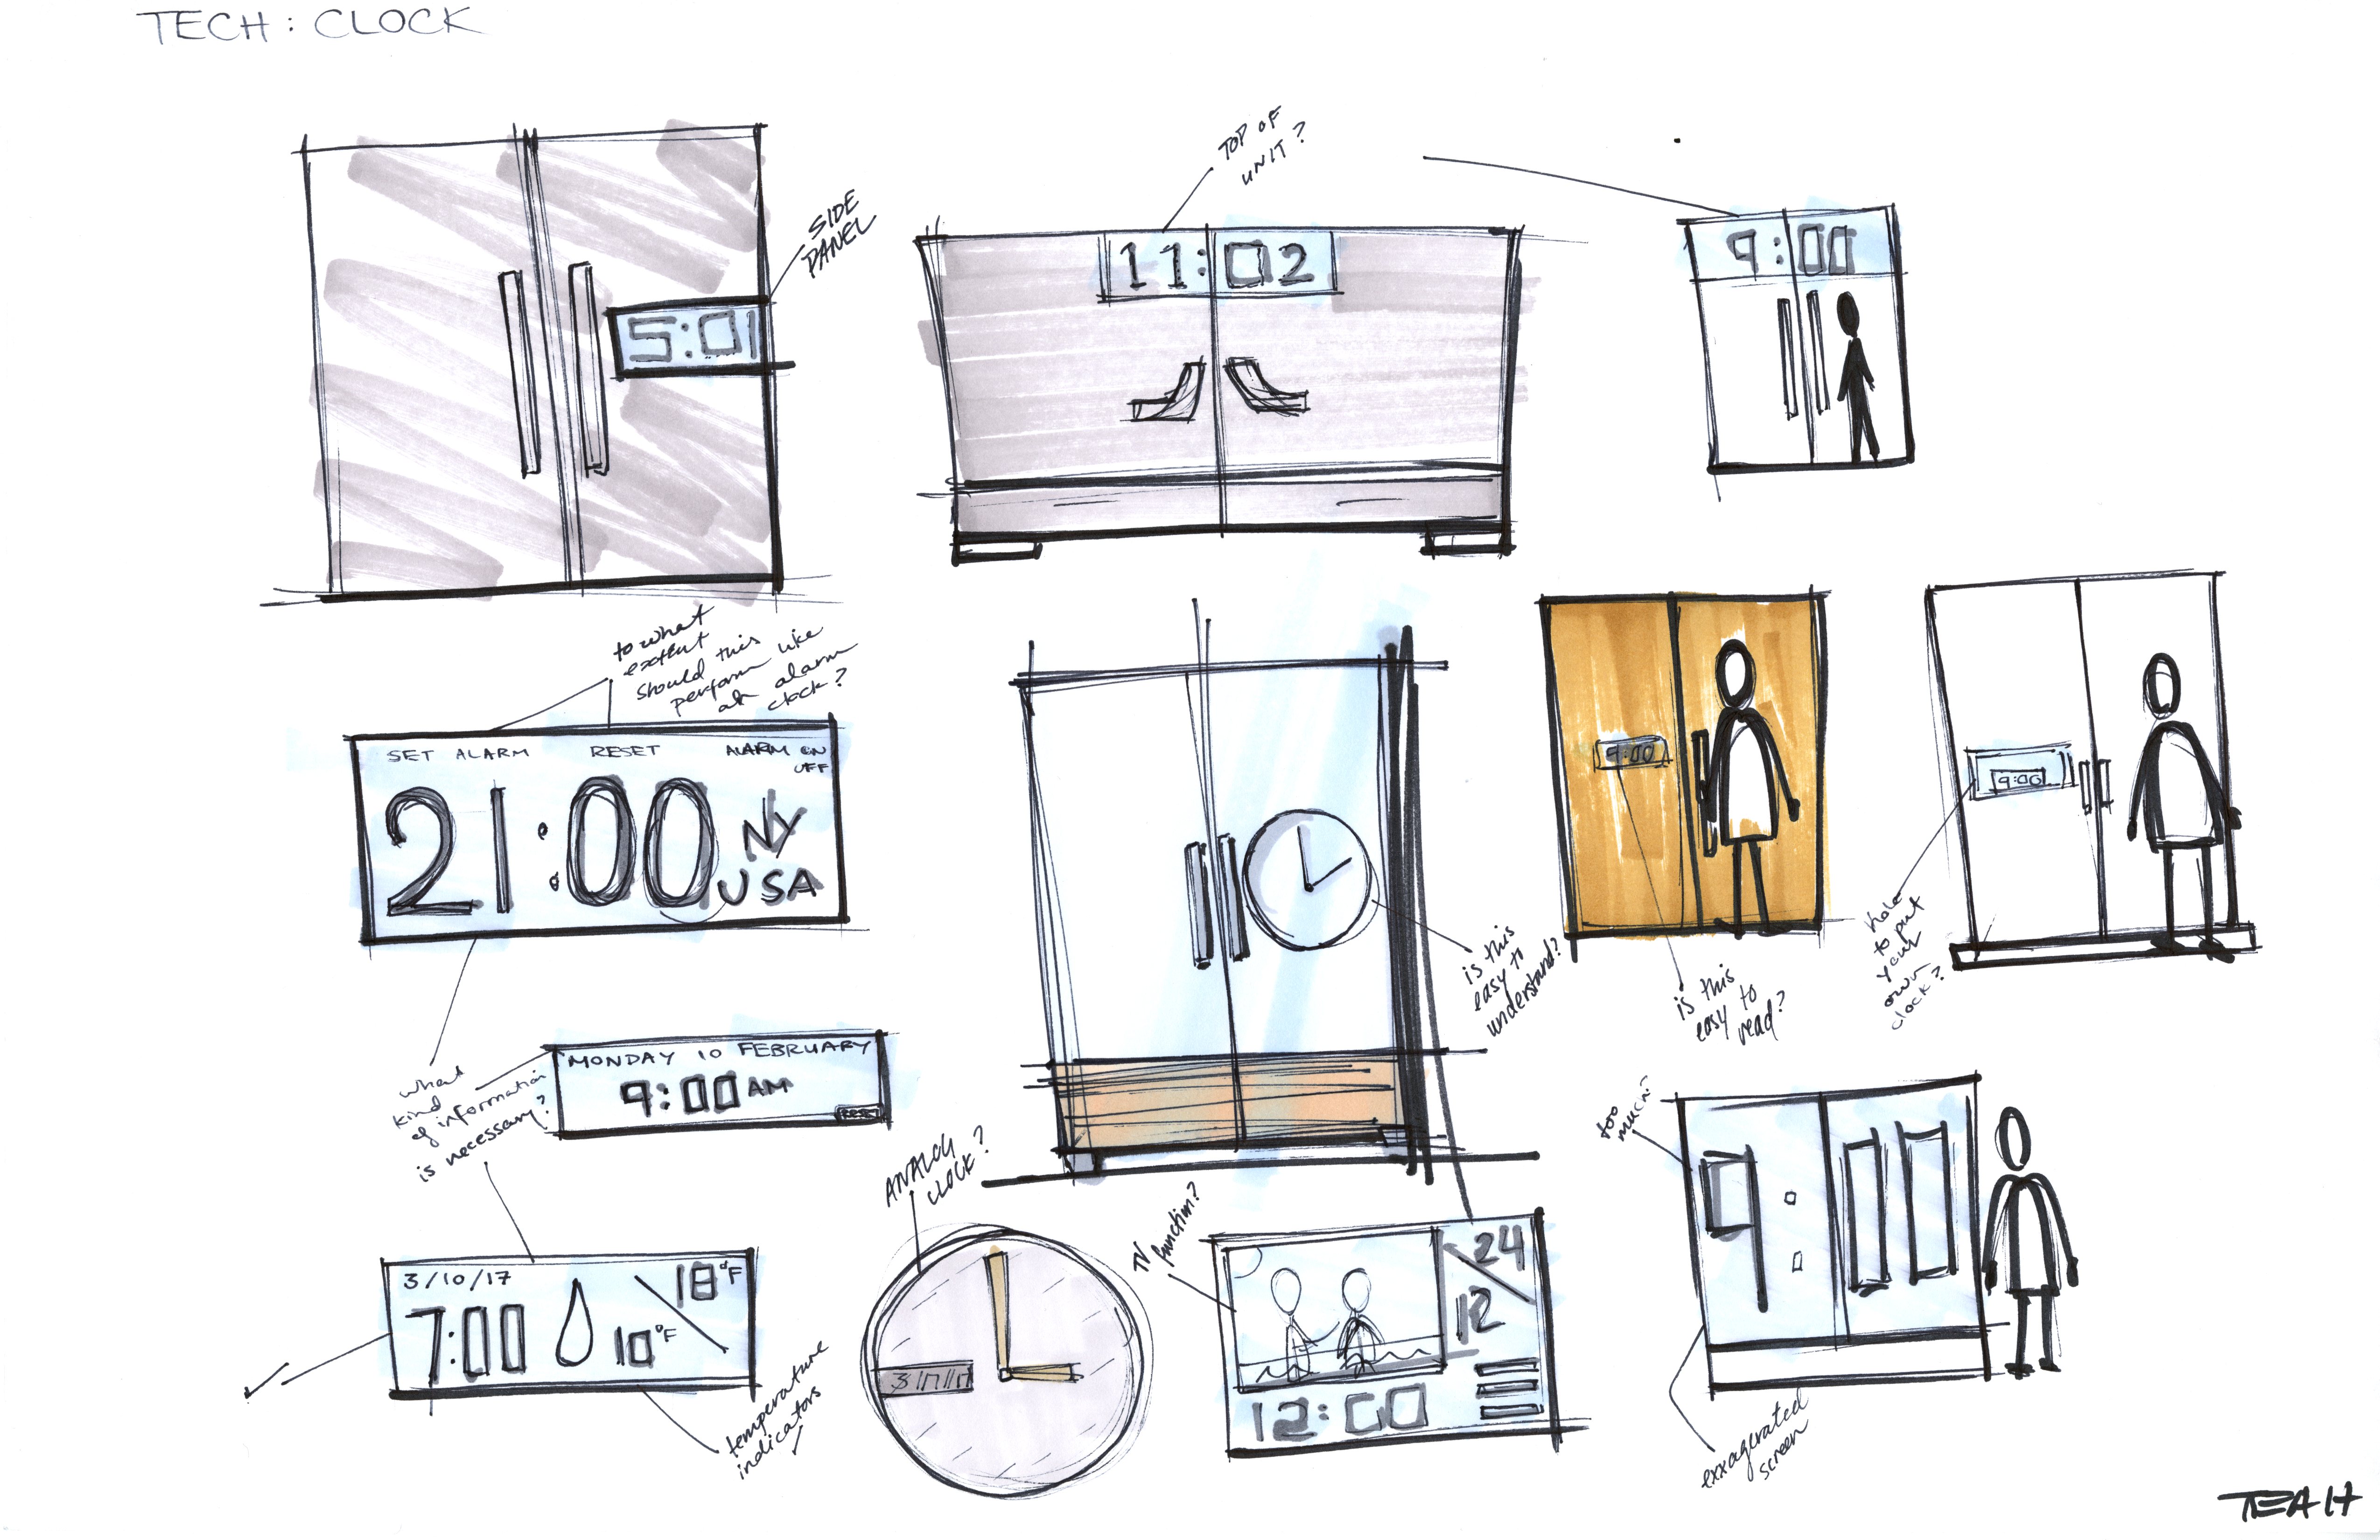 TECH: CLOCK
SIDE
PANEL
5:01
TOP OF
UNIT?
11:02
9:00
to what
extent
should this
perform like
an alarm
clock?
SET ALARM RESET ALARM ON
OFF
21:00 NY
USA
what
kind
of information
is necessary?
MONDAY 10 FEBRUARY
9:00 AM
RESET
3/10/17
7:00
18°F
10°F
temperature
indicators
is this
easy to
understand?
9:00
is this
easy to
read?
9:00
hole
to put
your
own
clock?
ANALOG
CLOCK?
TV
function?
24
12
12:00
too
much?
9:00
exxagerated
screen
TEAH